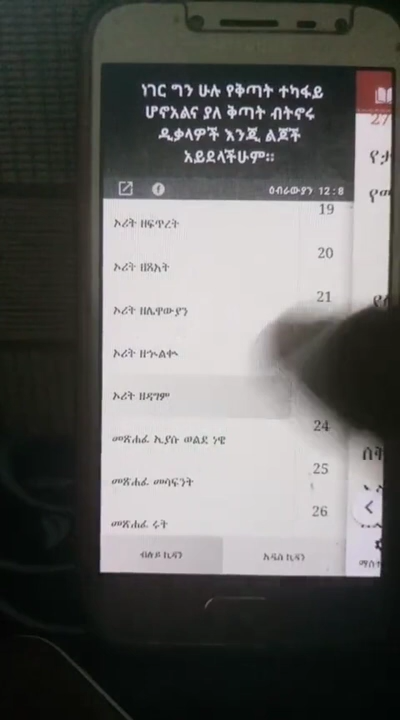 ነገር ግን ሁሉ የቅጣት ተካፋይ
ሆኖአልና ያለ ቅጣት ብትኖሩ
ዲቃላዎች እንጂ ልጆች
አይደላችሁም።
ዕብራውያን 12:8
27
19
ኦሪት ዘፍጥረት
20
ኦሪት ዘጸአት
21
ኦሪት ዘሌዋውያን
ኦሪት ዘኊልቊ
ኦሪት ዘዳግም
24
መጽሐፈ ኢያሱ ወልደ ነዌ
25
መጽሐፈ መሳፍንት
26
መጽሐፈ ሩት
ብሉይ ኪዳን
አዲስ ኪዳን